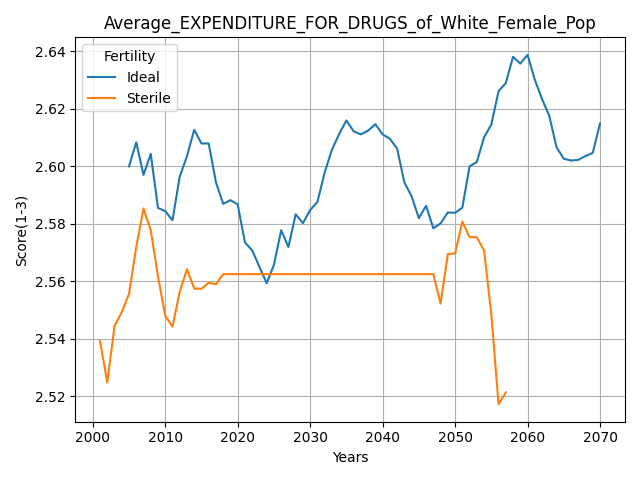 Average_EXPENDITURE_FOR_DRUGS_of_White_Female_Pop
Fertility
Ideal
Sterile
Score(1-3)
2.64
2.62
2.60
2.58
2.56
2.54
2.52
2000 2010 2020 2030 2040 2050 2060 2070
Years